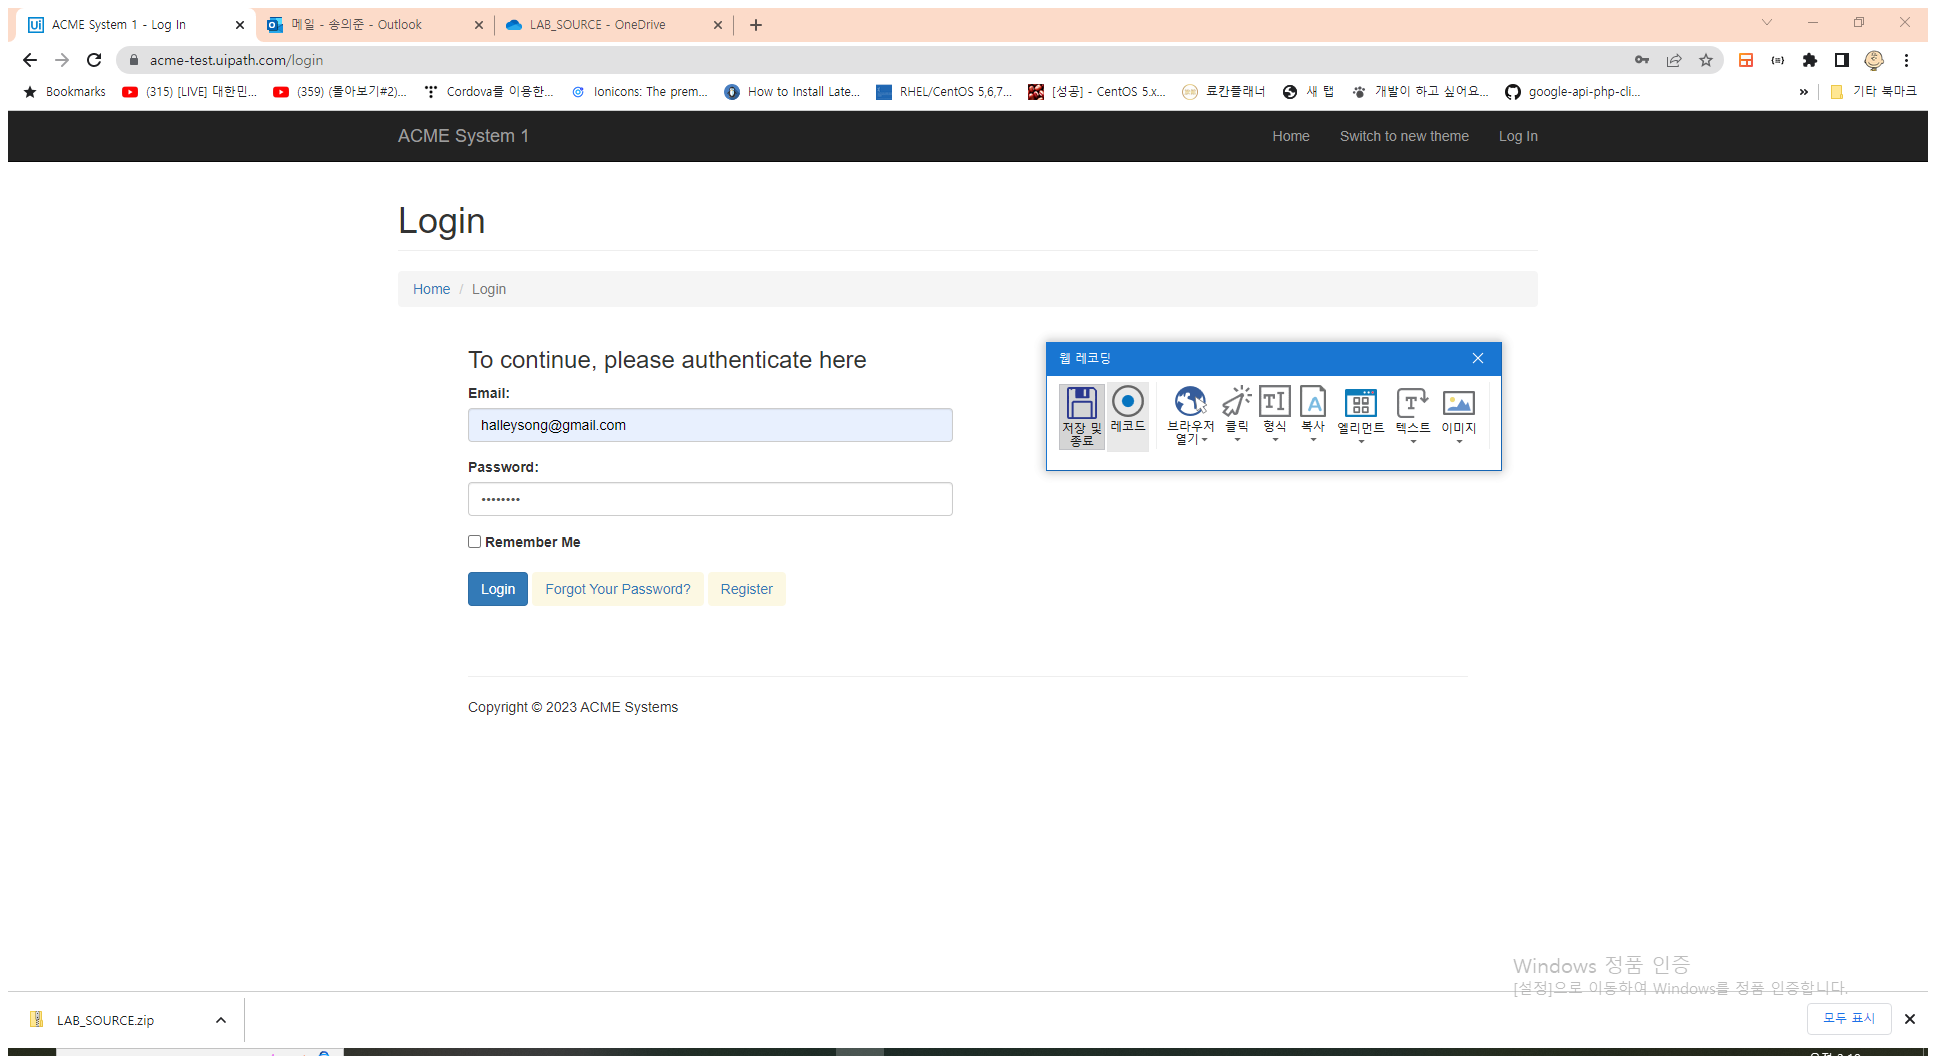 ACME System 1 - Log In
메일 - 송의준 - Outlook
LAB_SOURCE - OneDrive
acme-test.uipath.com/login
Bookmarks
(315) [LIVE] 대한민...
(359) (몰아보기#2)...
Cordova를 이용한...
Ionicons: The prem...
How to Install Late...
RHEL/CentOS 5,6,7...
[성공] - CentOS 5.x...
료칸플래너
새 탭
개발이 하고 싶어요...
google-api-php-cli...
»
기타 북마크
ACME System 1
Home
Switch to new theme
Log In
Login
Home / Login
To continue, please authenticate here
Email:
halleysong@gmail.com
Password:
••••••••
Remember Me
Login
Forgot Your Password?
Register
웹 레코딩
저장 및
종료
레코드
브라우저
열기
클릭
형식
복사
엘리먼트
텍스트
이미지
Copyright © 2023 ACME Systems
Windows 정품 인증
[설정]으로 이동하여 Windows를 정품 인증합니다.
LAB_SOURCE.zip
모두 표시